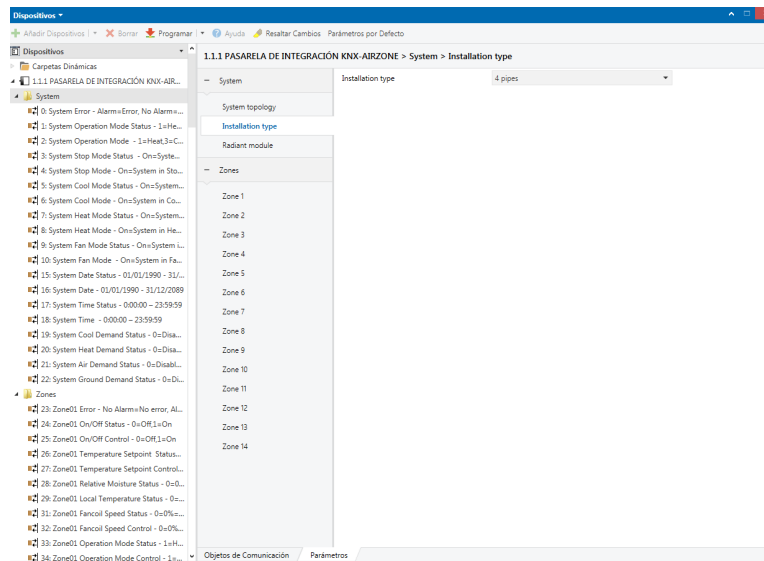 Dispositivos
Añadir Dispositivos Borrar Programar Ayuda Resaltar Cambios Parámetros por Defecto
Dispositivos
Carpetas Dinámicas
1.1.1 PASARELA DE INTEGRACIÓN KNX-AIR...
System
0: System Error - Alarm=Error, No Alarm=...
1: System Operation Mode Status - 1=He...
2: System Operation Mode - 1=Heat,3=C...
3: System Stop Mode Status - On=Syste...
4: System Stop Mode - On=System in Sto...
5: System Cool Mode Status - On=System...
6: System Cool Mode - On=System in Co...
7: System Heat Mode Status - On=System...
8: System Heat Mode - On=System in He...
9: System Fan Mode Status - On=System i...
10: System Fan Mode - On=System in Fa...
15: System Date Status - 01/01/1990 - 31/...
16: System Date - 01/01/1990 - 31/12/2089
17: System Time Status - 0:00:00 – 23:59:59
18: System Time - 0:00:00 – 23:59:59
19: System Cool Demand Status - 0=Disa...
20: System Heat Demand Status - 0=Disa...
21: System Air Demand Status - 0=Disabl...
22: System Ground Demand Status - 0=Di...
Zones
23: Zone01 Error - No Alarm=No error, Al...
24: Zone01 On/Off Status - 0=Off,1=On
25: Zone01 On/Off Control - 0=Off,1=On
26: Zone01 Temperature Setpoint Status...
27: Zone01 Temperature Setpoint Control...
28: Zone01 Relative Moisture Status - 0=0...
29: Zone01 Local Temperature Status - 0=...
31: Zone01 Fancoil Speed Status - 0=0%=...
32: Zone01 Fancoil Speed Control - 0=0%...
33: Zone01 Operation Mode Status - 1=H...
34: Zone01 Operation Mode Control - 1=...
1.1.1 PASARELA DE INTEGRACIÓN KNX-AIRZONE > System > Installation type
System
System topology
Installation type
Radiant module
Zones
Zone 1
Zone 2
Zone 3
Zone 4
Zone 5
Zone 6
Zone 7
Zone 8
Zone 9
Zone 10
Zone 11
Zone 12
Zone 13
Zone 14
Installation type 4 pipes
Objetos de Comunicación Parámetros